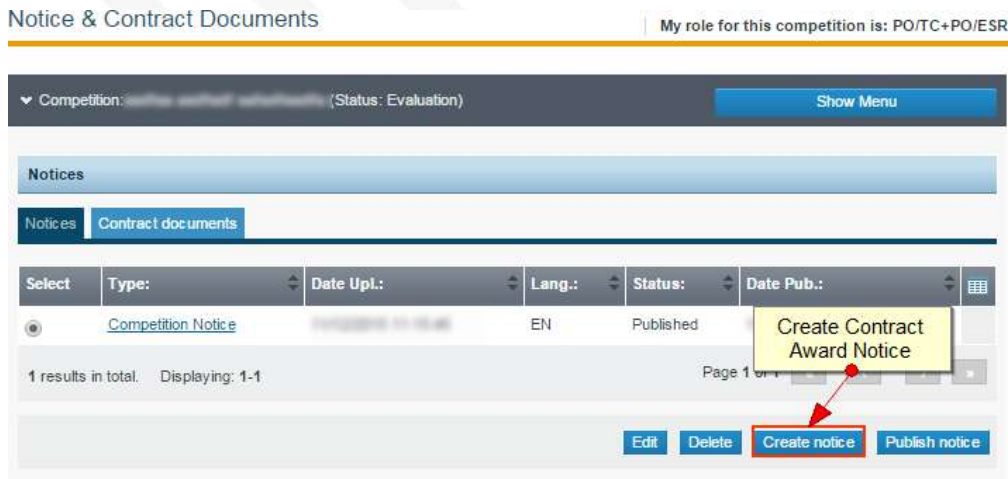 Notice & Contract Documents
My role for this competition is: PO/TC+PO/ESR
Competition: (Status: Evaluation)
Show Menu
Notices
Notices Contract documents
Select Type: Date Upl.: Lang.: Status: Date Pub.:
Competition Notice EN Published
Create Contract
Award Notice
1 results in total. Displaying: 1-1
Page 1 of 1
Edit Delete Create notice Publish notice